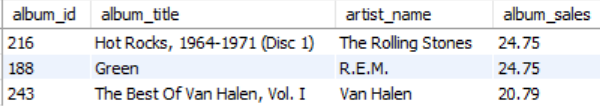 album_id album_title artist_name album_sales
216 Hot Rocks, 1964-1971 (Disc 1) The Rolling Stones 24.75
188 Green R.E.M. 24.75
243 The Best Of Van Halen, Vol. I Van Halen 20.79